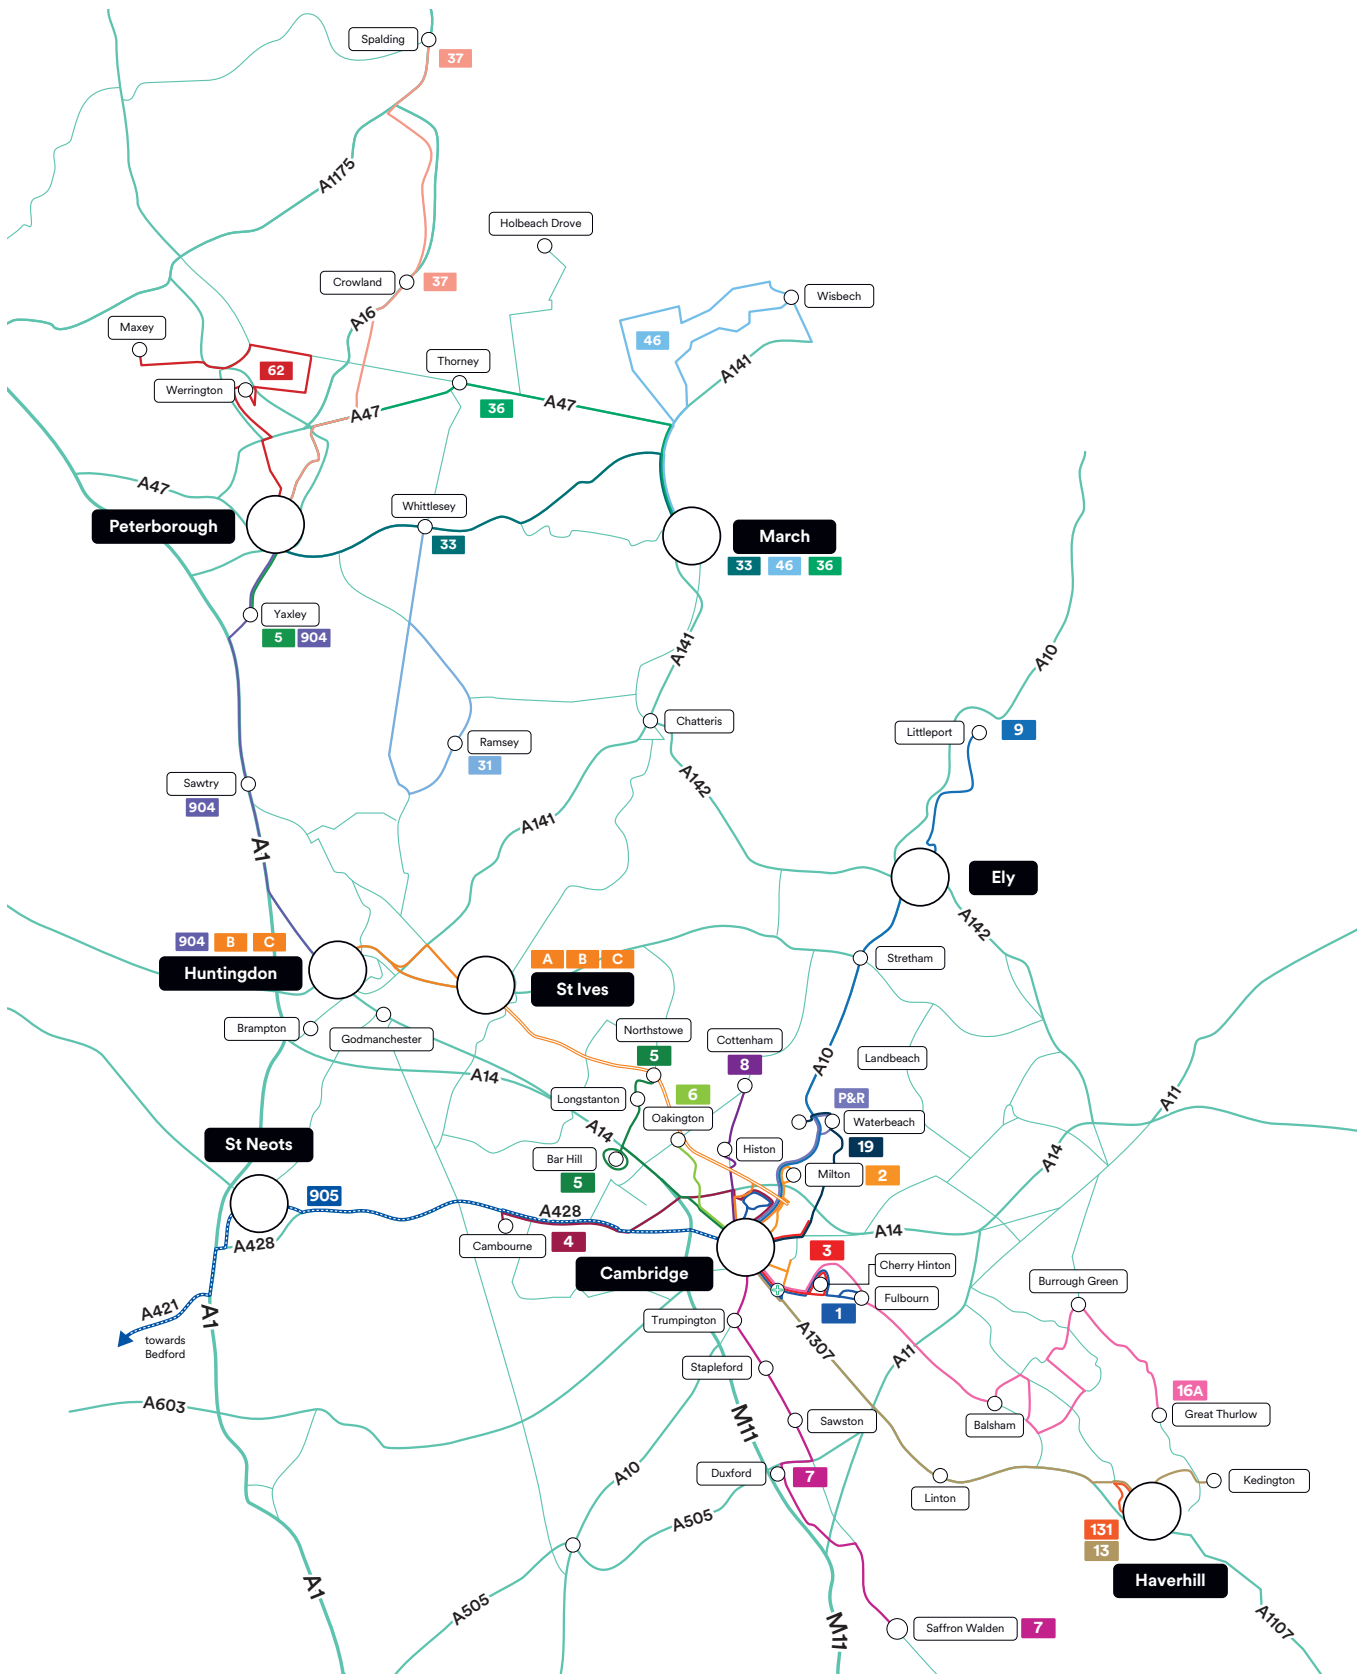 Spalding
37
A1175
Holbeach Drove
Crowland
37
Wisbech
A16
Maxey
46
Thorney
A141
62
Werrington
36
A47
A47
A47
Whittlesey
Peterborough
March
33
33 46 36
Yaxley
5 904
A141
A10
Chatteris
Littleport
9
Ramsey
31
Sawtry
904
A142
A141
A1
Ely
A142
904 B C
Huntingdon
A B C
St Ives
Stretham
Brampton
Godmanchester
Northstowe
5
Cottenham
8
Landbeach
A10
A14
Longstanton
6
Oakington
P&R
Waterbeach
19
A11
A14
St Neots
Bar Hill
5
Histon
Milton
2
A14
905
A428
Cambourne
4
A428
A14
3
Cherry Hinton
Cambridge
Fulbourn
1
Burrough Green
A421
towards
Bedford
A1
Trumpington
A1307
A11
Stapleford
A603
M11
16A
Great Thurlow
Balsham
Sawston
A10
Duxford
7
Linton
Kedington
A505
131
13
Haverhill
A1
A505
M11
Saffron Walden
7
A1107